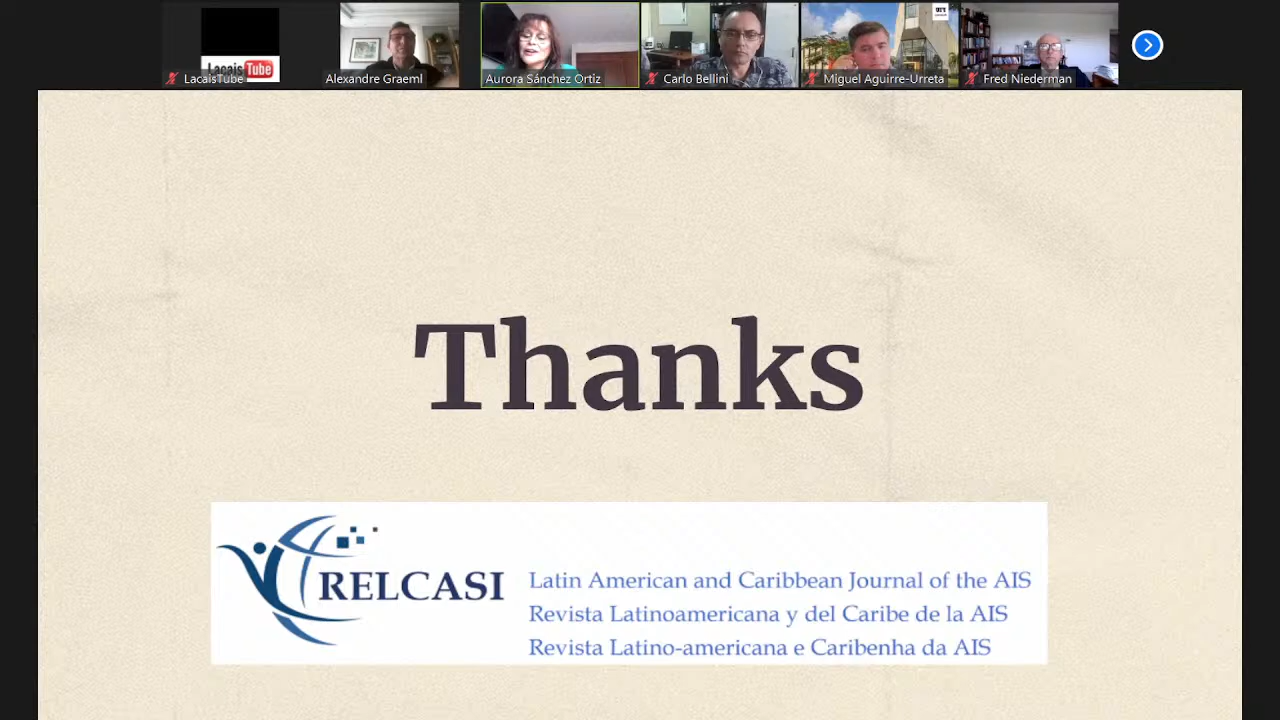 LacaisTube
LacaisTube
Alexandre Graeml
Aurora Sánchez Ortiz
Carlo Bellini
Miguel Aguirre-Urreta
Fred Niederman
Thanks
RELCASI
Latin American and Caribbean Journal of the AIS
Revista Latinoamericana y del Caribe de la AIS
Revista Latino-americana e Caribenha da AIS